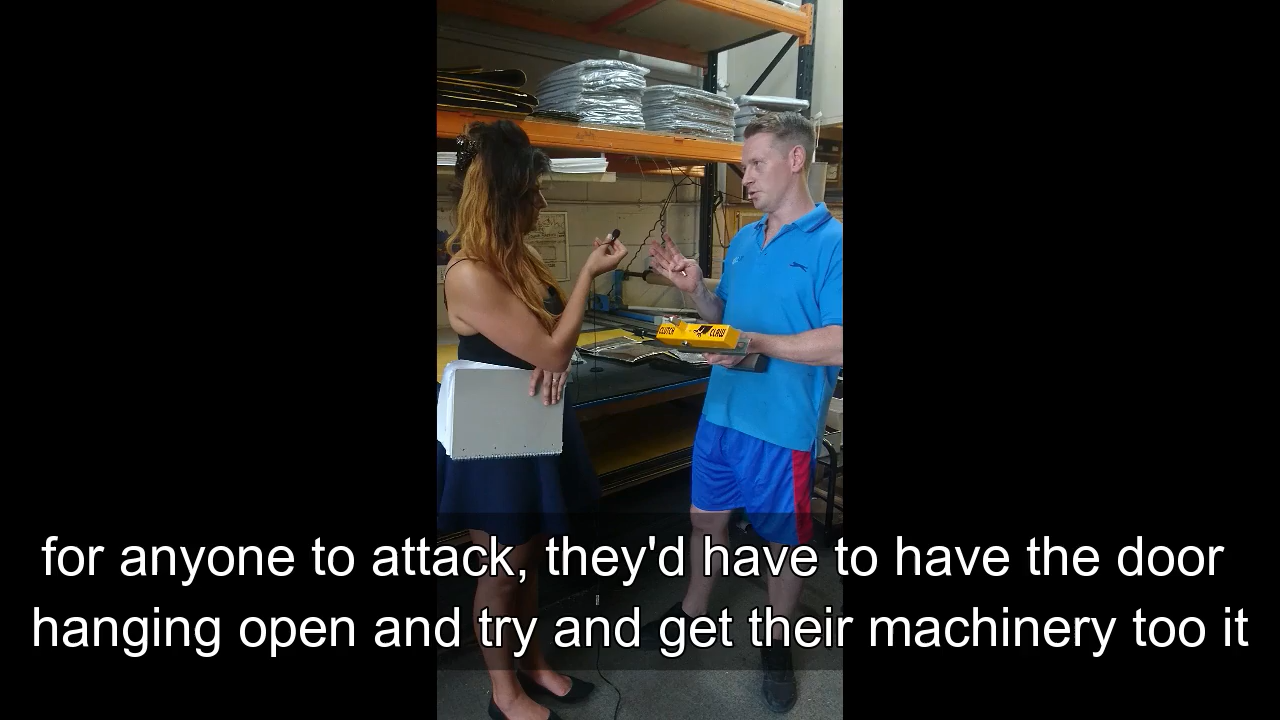 CLUTCH CLAW
for anyone to attack, they'd have to have the door
hanging open and try and get their machinery too it